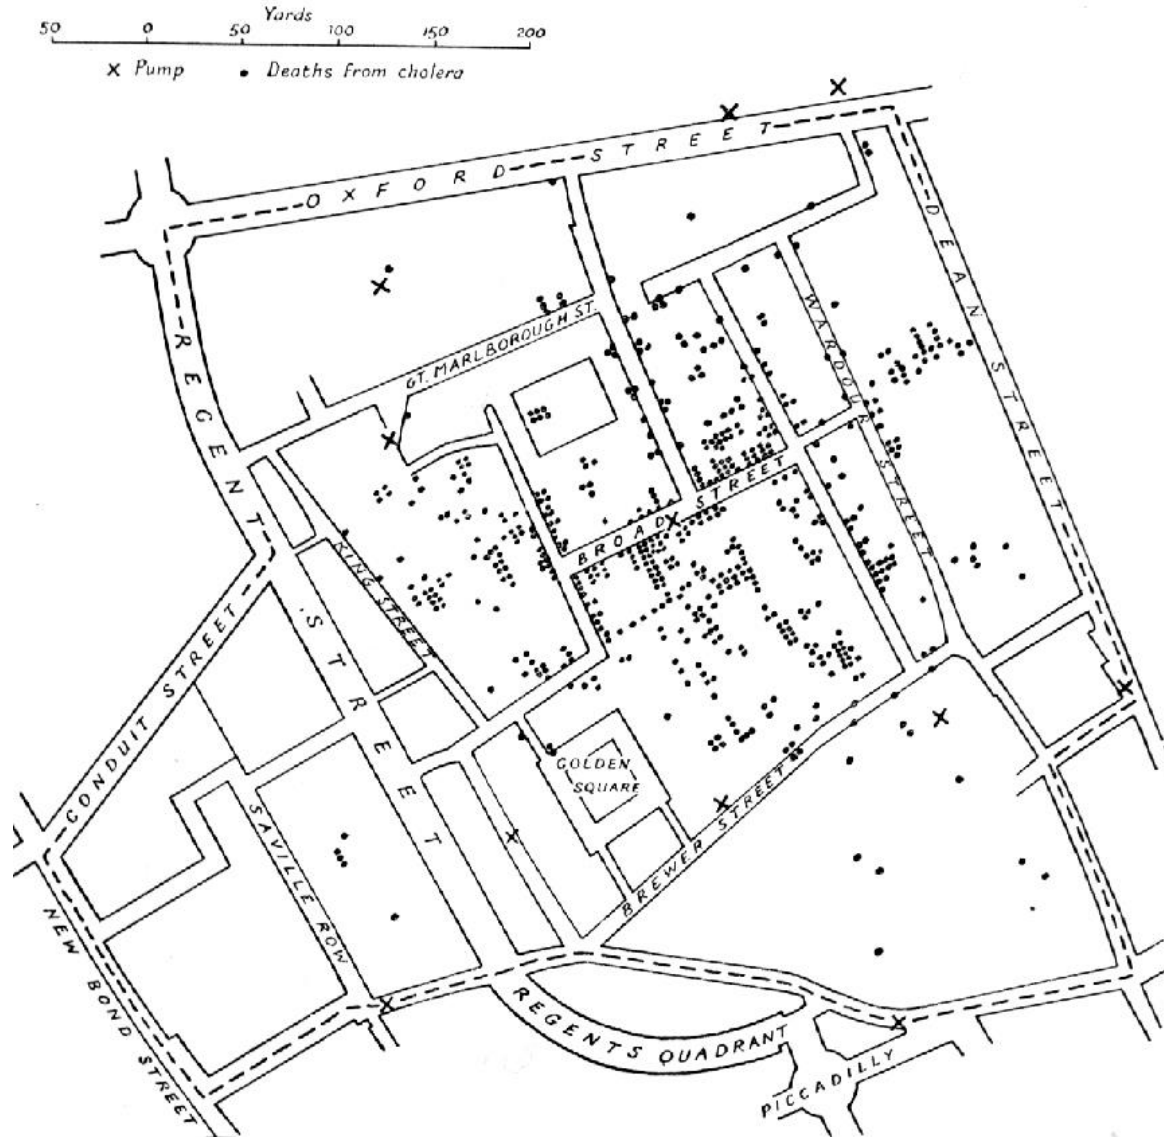 Yards
50 0 50 100 150 200
X Pump • Deaths from cholera
OXFORD STREET
DEAN STREET
REGENT STREET
GT. MARLBOROUGH ST.
WARDOUR STREET
BROAD STREET
KING STREET
CONDUIT STREET
GOLDEN
SQUARE
SAVILLE ROW
BREWER STREET
NEW BOND STREET
REGENTS QUADRANT
PICCADILLY